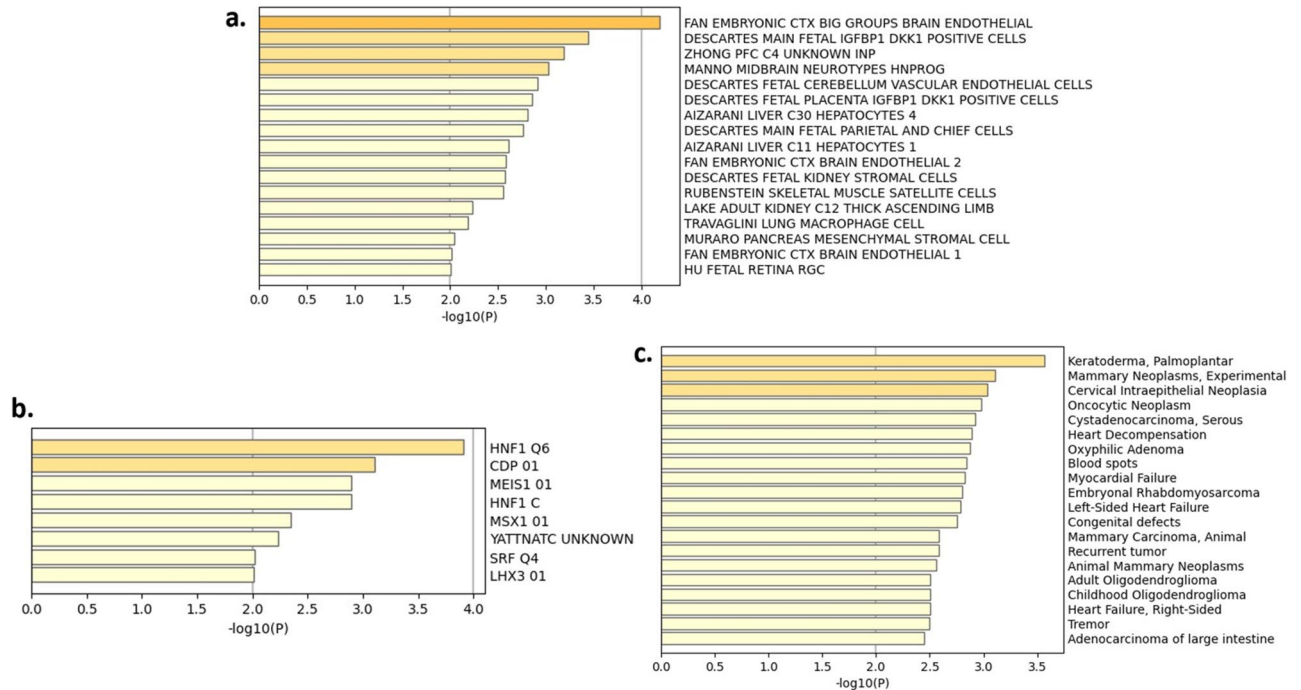 a.
FAN EMBRYONIC CTX BIG GROUPS BRAIN ENDOTHELIAL
DESCARTES MAIN FETAL IGFBP1 DKK1 POSITIVE CELLS
ZHONG PFC C4 UNKNOWN INP
MANNO MIDBRAIN NEUROTYPES HNPROG
DESCARTES FETAL CEREBELLUM VASCULAR ENDOTHELIAL CELLS
DESCARTES FETAL PLACENTA IGFBP1 DKK1 POSITIVE CELLS
AIZARANI LIVER C30 HEPATOCYTES 4
DESCARTES MAIN FETAL PARIETAL AND CHIEF CELLS
AIZARANI LIVER C11 HEPATOCYTES 1
FAN EMBRYONIC CTX BRAIN ENDOTHELIAL 2
DESCARTES FETAL KIDNEY STROMAL CELLS
RUBENSTEIN SKELETAL MUSCLE SATELLITE CELLS
LAKE ADULT KIDNEY C12 THICK ASCENDING LIMB
TRAVAGLINI LUNG MACROPHAGE CELL
MURARO PANCREAS MESENCHYMAL STROMAL CELL
FAN EMBRYONIC CTX BRAIN ENDOTHELIAL 1
HU FETAL RETINA RGC
0.0 0.5 1.0 1.5 2.0 2.5 3.0 3.5 4.0
-log10(P)
b.
HNF1 Q6
CDP 01
MEIS1 01
HNF1 C
MSX1 01
YATTNATC UNKNOWN
SRF Q4
LHX3 01
0.0 0.5 1.0 1.5 2.0 2.5 3.0 3.5 4.0
-log10(P)
c.
Keratoderma, Palmoplantar
Mammary Neoplasms, Experimental
Cervical Intraepithelial Neoplasia
Oncocytic Neoplasm
Cystadenocarcinoma, Serous
Heart Decompensation
Oxyphilic Adenoma
Blood spots
Myocardial Failure
Embryonal Rhabdomyosarcoma
Left-Sided Heart Failure
Congenital defects
Mammary Carcinoma, Animal
Recurrent tumor
Animal Mammary Neoplasms
Adult Oligodendroglioma
Childhood Oligodendroglioma
Heart Failure, Right-Sided
Tremor
Adenocarcinoma of large intestine
0.0 0.5 1.0 1.5 2.0 2.5 3.0 3.5
-log10(P)